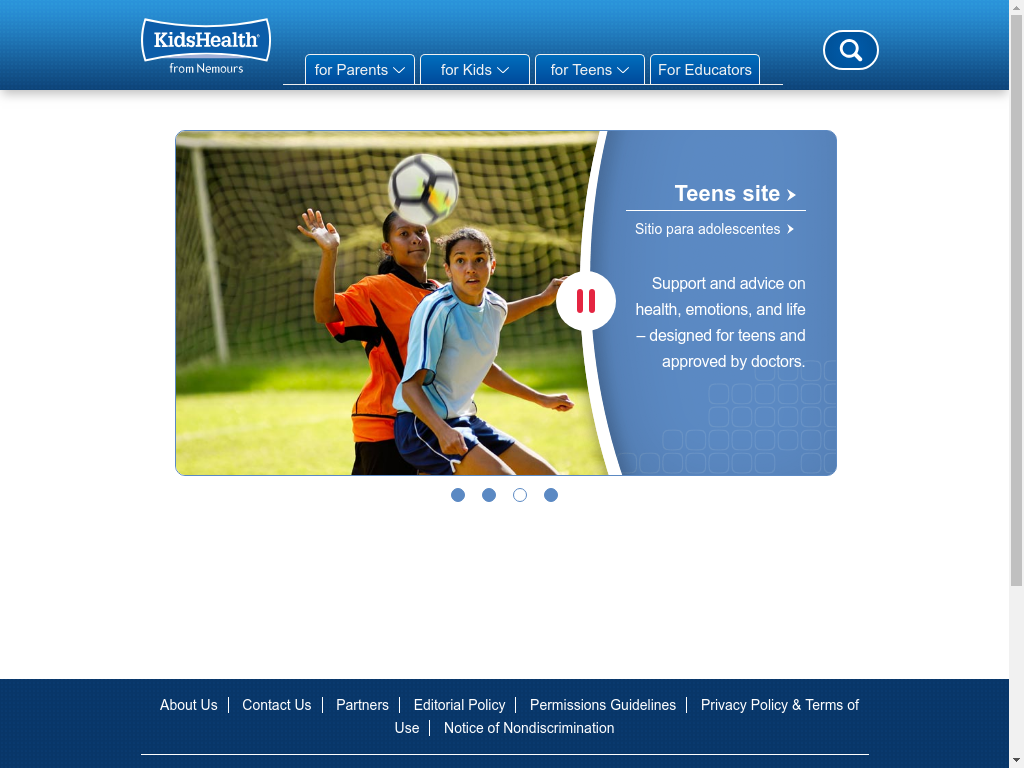 KidsHealth®
from Nemours
for Parents
for Kids
for Teens
For Educators
Teens site
Sitio para adolescentes
Support and advice on
health, emotions, and life
– designed for teens and
approved by doctors.
About Us
Contact Us
Partners
Editorial Policy
Permissions Guidelines
Privacy Policy & Terms of
Use
Notice of Nondiscrimination